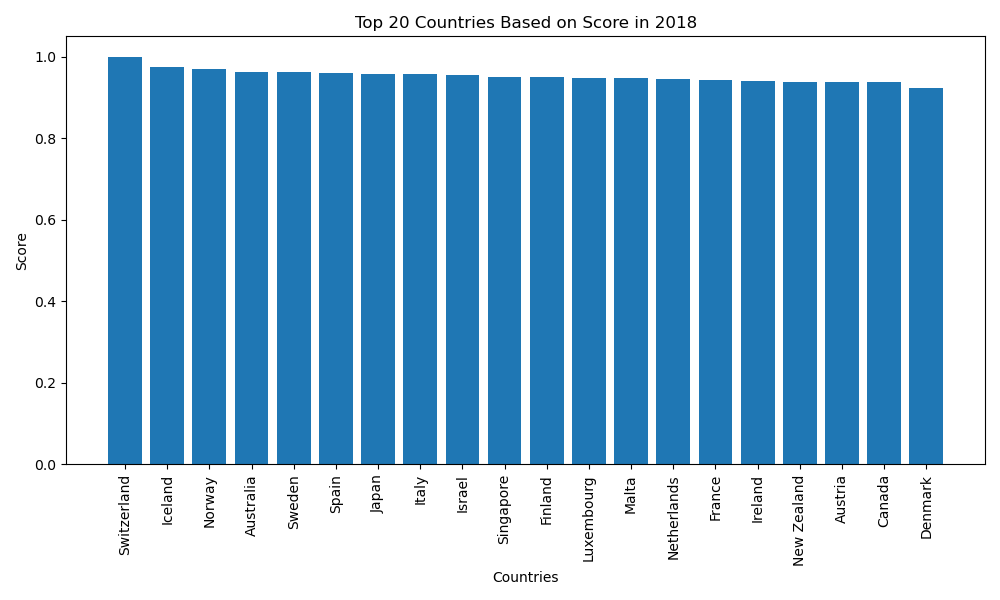 Top 20 Countries Based on Score in 2018
Score
1.0
0.8
0.6
0.4
0.2
0.0
Switzerland
Iceland
Norway
Australia
Sweden
Spain
Japan
Italy
Israel
Singapore
Finland
Luxembourg
Malta
Netherlands
France
Ireland
New Zealand
Austria
Canada
Denmark
Countries